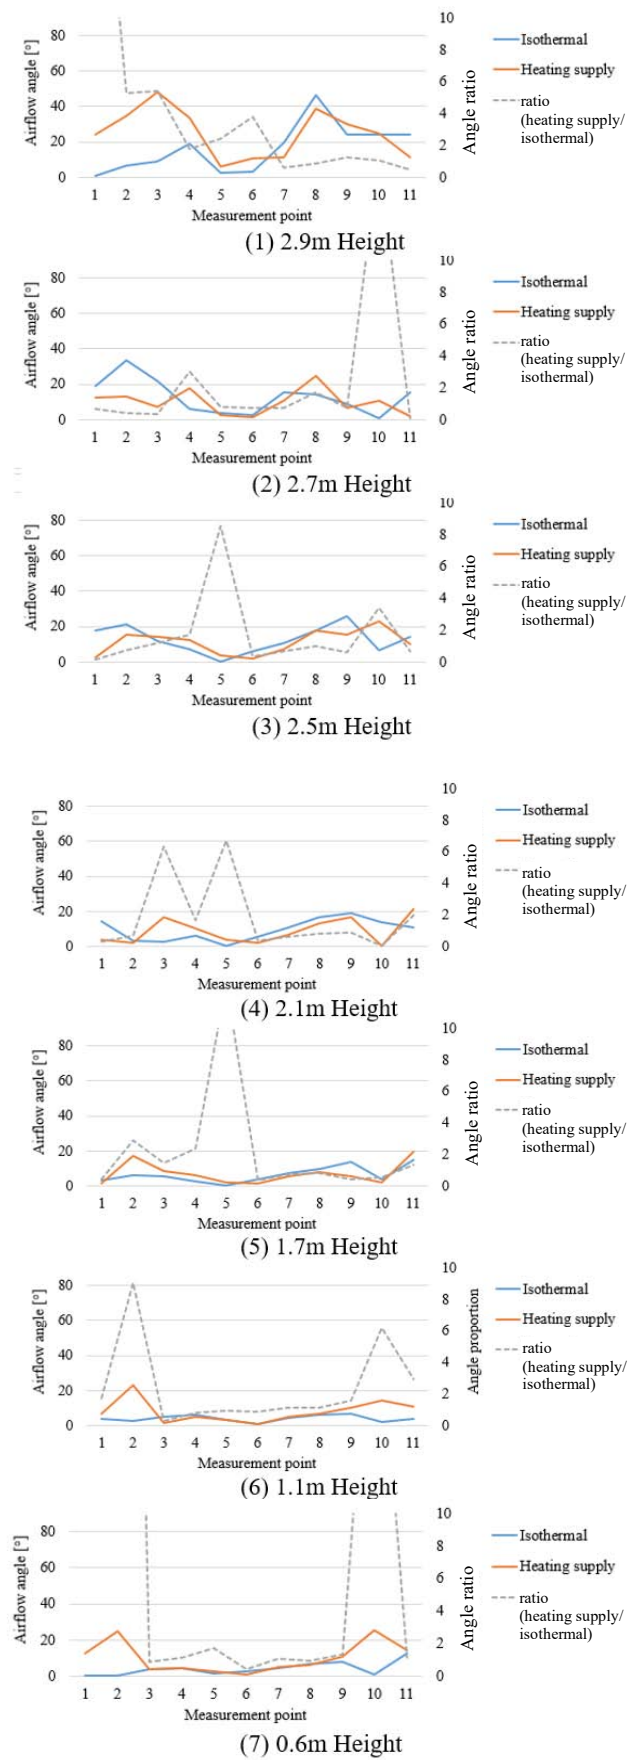 10
80
8
60
6
40
4
20
2
0
0
1 2 3 4 5 6 7 8 9 10 11
Airflow angle [°]
Angle ratio
Measurement point
Isothermal
Heating supply
ratio
(heating supply/
isothermal)
(1) 2.9m Height
10
80
8
60
6
40
4
20
2
0
0
1 2 3 4 5 6 7 8 9 10 11
Airflow angle [°]
Angle ratio
Measurement point
Isothermal
Heating supply
ratio
(heating supply/
isothermal)
(2) 2.7m Height
10
80
8
60
6
40
4
20
2
0
0
1 2 3 4 5 6 7 8 9 10 11
Airflow angle [°]
Angle ratio
Measurement point
Isothermal
Heating supply
ratio
(heating supply/
isothermal)
(3) 2.5m Height
10
80
8
60
6
40
4
20
2
0
0
1 2 3 4 5 6 7 8 9 10 11
Airflow angle [°]
Angle ratio
Measurement point
Isothermal
Heating supply
ratio
(heating supply/
isothermal)
(4) 2.1m Height
10
80
8
60
6
40
4
20
2
0
0
1 2 3 4 5 6 7 8 9 10 11
Airflow angle [°]
Angle ratio
Measurement point
Isothermal
Heating supply
ratio
(heating supply/
isothermal)
(5) 1.7m Height
10
80
8
60
6
40
4
20
2
0
0
1 2 3 4 5 6 7 8 9 10 11
Airflow angle [°]
Angle proportion
Measurement point
Isothermal
Heating supply
ratio
(heating supply/
isothermal)
(6) 1.1m Height
10
80
8
60
6
40
4
20
2
0
0
1 2 3 4 5 6 7 8 9 10 11
Airflow angle [°]
Angle ratio
Measurement point
Isothermal
Heating supply
ratio
(heating supply/
isothermal)
(7) 0.6m Height